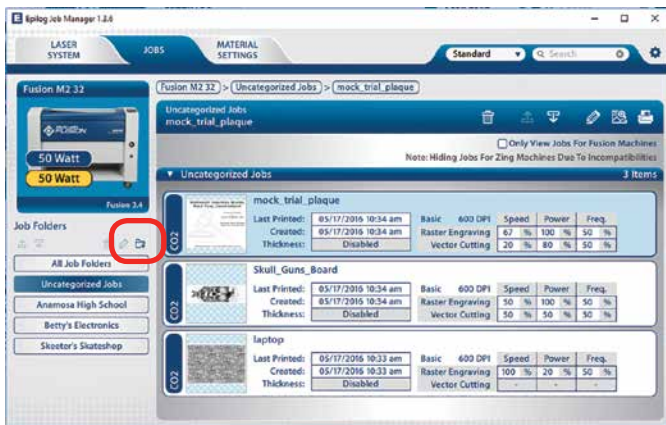 Epilog Job Manager 1.2.6
LASER SYSTEM
JOBS
MATERIAL SETTINGS
Standard
Search
Fusion M2 32
Fusion M2 32 > Uncategorized Jobs > mock_trial_plaque
Uncategorized Jobs
mock_trial_plaque
FUSION
50 Watt
50 Watt
Fusion 3.4
Only View Jobs For Fusion Machines
Note: Hiding Jobs For Zing Machines Due To Incompatibilities
Uncategorized Jobs 3 Items
Job Folders
All Job Folders
Uncategorized Jobs
Anamosa High School
Betty's Electronics
Skeeter's Skateshop
CO2
mock_trial_plaque
Last Printed: 05/17/2016 10:34 am Basic 600 DPI Speed Power Freq.
Created: 05/17/2016 10:34 am Raster Engraving 67 % 100 % 50 %
Thickness: Disabled Vector Cutting 20 % 80 % 50 %
CO2
Skull_Guns_Board
Last Printed: 05/17/2016 10:34 am Basic 600 DPI Speed Power Freq.
Created: 05/17/2016 10:34 am Raster Engraving 50 % 100 % 50 %
Thickness: Disabled Vector Cutting 50 % 50 % 50 %
CO2
laptop
Last Printed: 05/17/2016 10:33 am Basic 600 DPI Speed Power Freq.
Created: 05/17/2016 10:33 am Raster Engraving 100 % 20 % 50 %
Thickness: Disabled Vector Cutting - - -